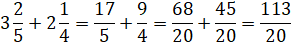 3 2/5 + 2 1/4 = 17/5 + 9/4 = 68/20 + 45/20 = 113/20